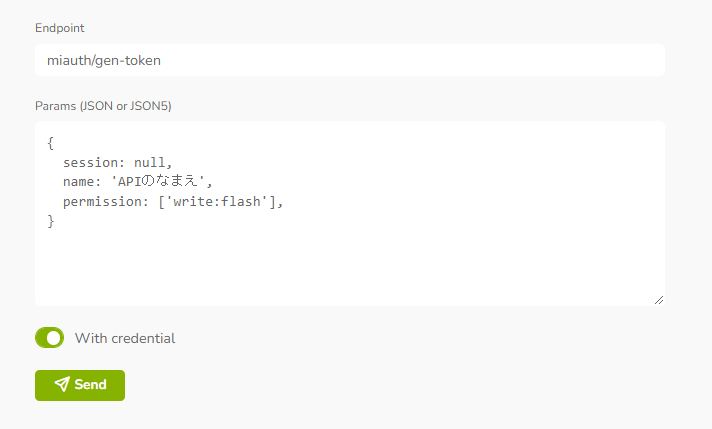 Endpoint
miauth/gen-token
Params (JSON or JSON5)
{
  session: null,
  name: 'APIのなまえ',
  permission: ['write:flash'],
}
With credential
Send